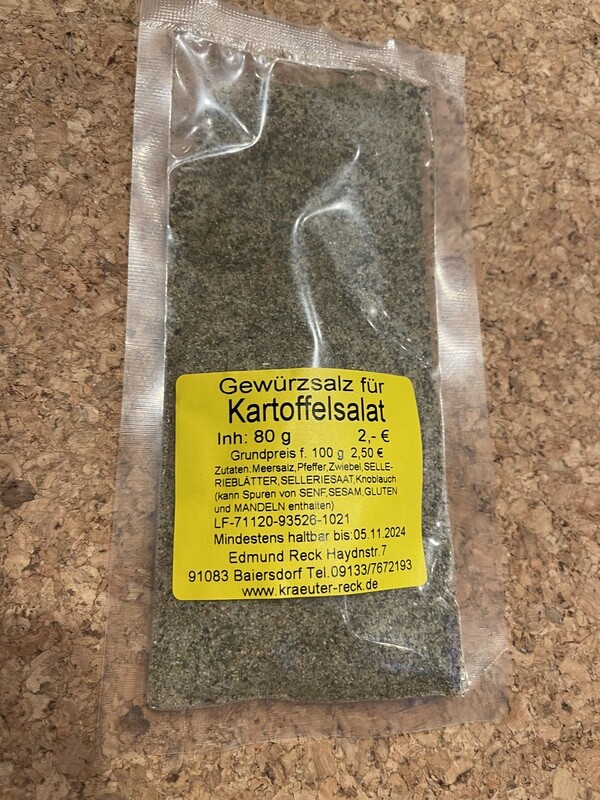 Gewürzsalz für
Kartoffelsalat
Inh: 80 g 2,- €
Grundpreis f. 100 g 2,50 €
Zutaten:Meersalz,Pfeffer,Zwiebel,SELLE-
RIEBLÄTTER,SELLERIESAAT,Knoblauch
(kann Spuren von SENF,SESAM,GLUTEN
und MANDELN enthalten)
LF-71120-93526-1021
Mindestens haltbar bis:05.11.2024
Edmund Reck Haydnstr.7
91083 Baiersdorf Tel.09133/7672193
www.kraeuter-reck.de